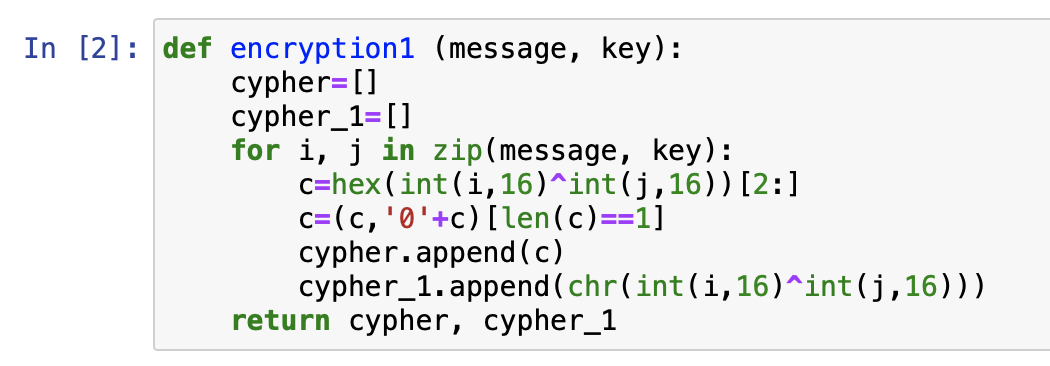 In [2]: def encryption1 (message, key):
    cypher=[]
    cypher_1=[]
    for i, j in zip(message, key):
        c=hex(int(i,16)^int(j,16))[2:]
        c=(c,'0'+c)[len(c)==1]
        cypher.append(c)
        cypher_1.append(chr(int(i,16)^int(j,16)))
    return cypher, cypher_1